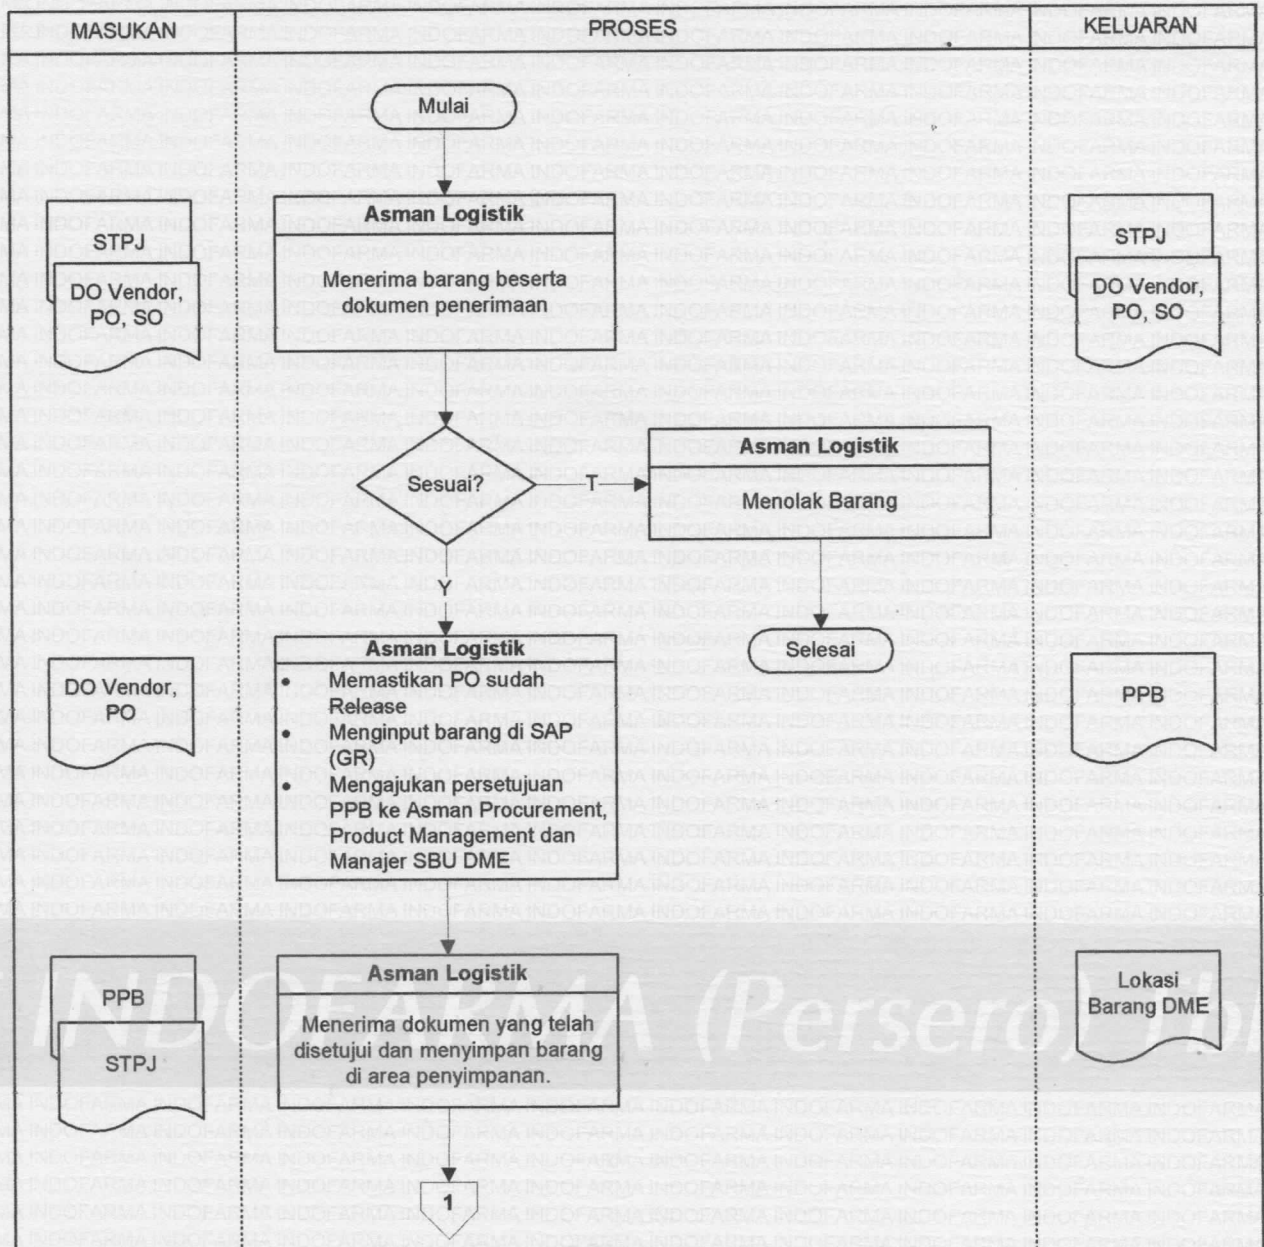 MASUKAN
PROSES
KELUARAN
Mulai
STPJ
DO Vendor,
PO, SO
Asman Logistik
Menerima barang beserta
dokumen penerimaan
STPJ
DO Vendor,
PO, SO
Sesuai?
T
Asman Logistik
Menolak Barang
Y
Selesai
DO Vendor,
PO
Asman Logistik
• Memastikan PO sudah
Release
• Menginput barang di SAP
(GR)
• Mengajukan persetujuan
ke Asman Procurement,
Product Management dan
Manajer SBU DME
PPB
PPB
STPJ
Asman Logistik
Menerima dokumen yang telah
disetujui dan menyimpan barang
di area penyimpanan.
Lokasi
Barang DME
INDOFARMA (Persero) Tb
1